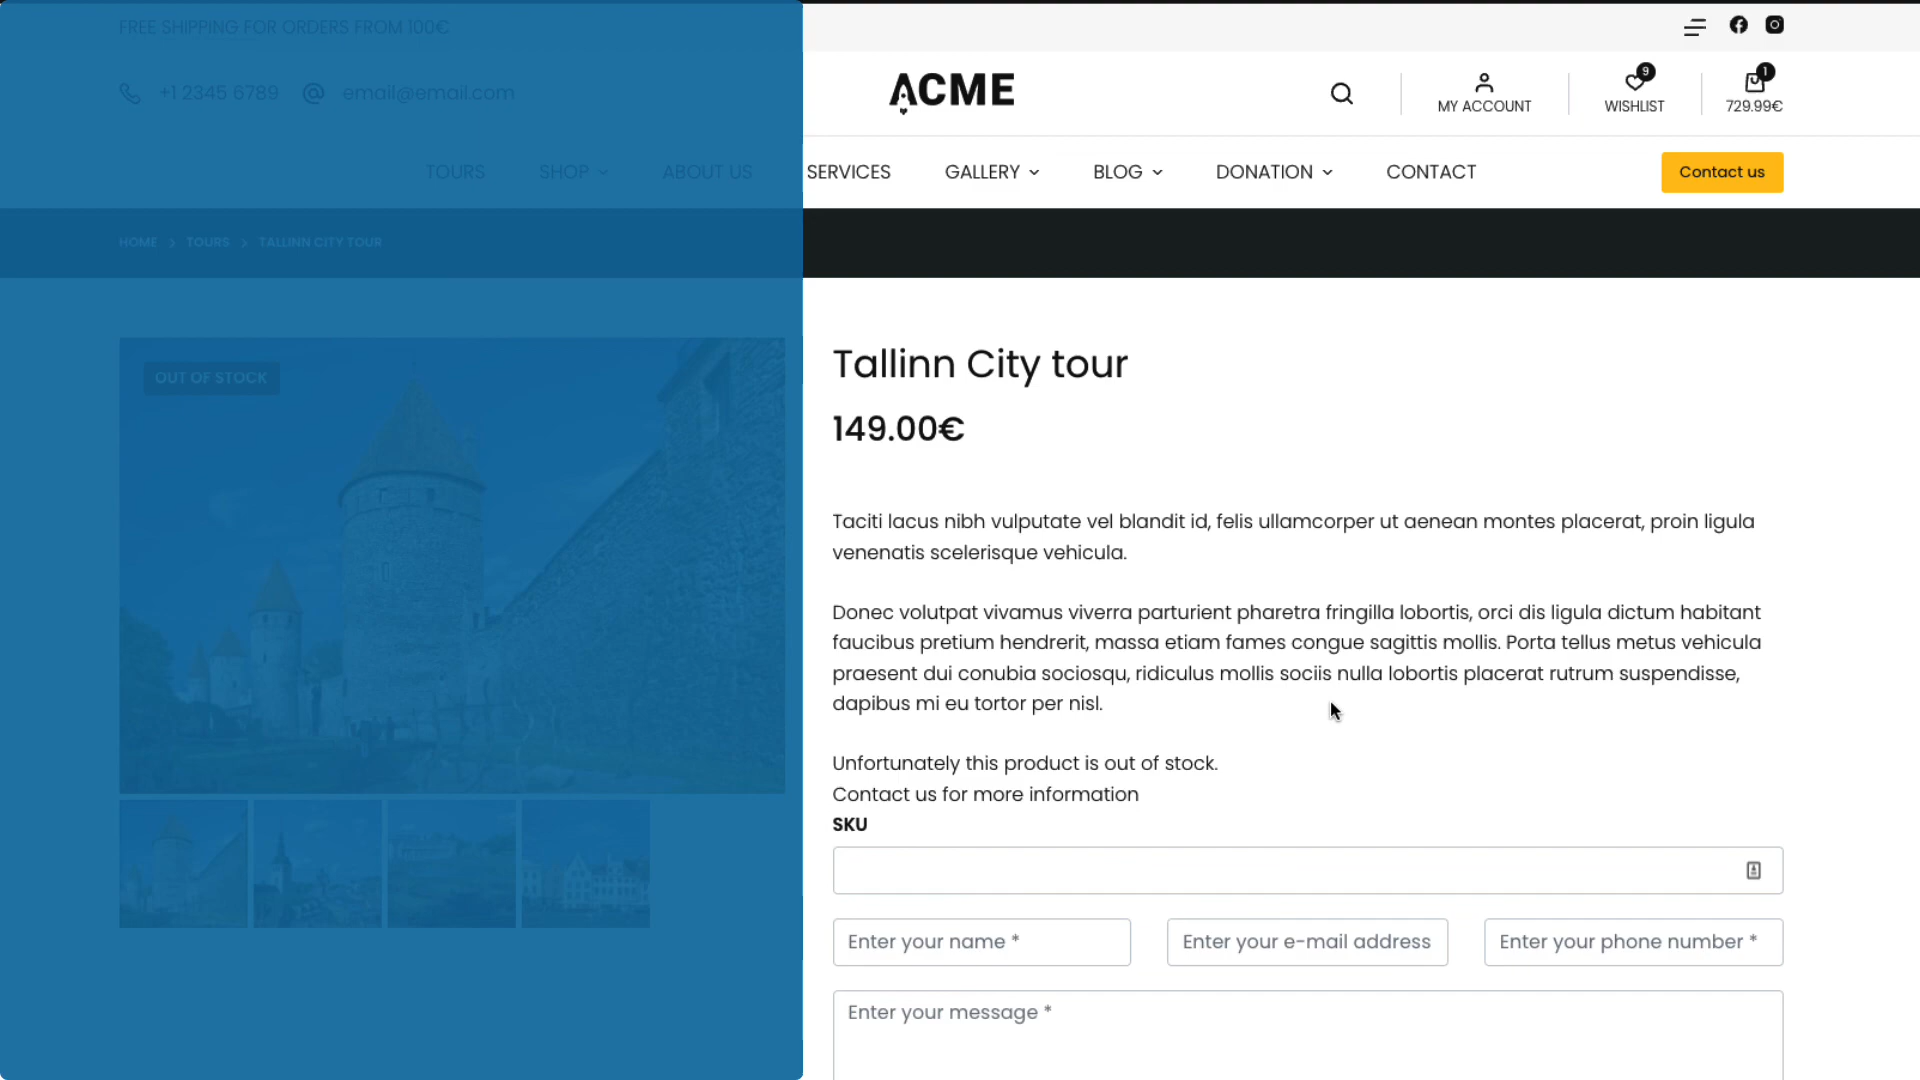 FREE SHIPPING FOR ORDERS FROM 100€
+1 2345 6789 email@email.com
ACME
MY ACCOUNT
9
WISHLIST
1
729.99€
TOURS SHOP ABOUT US SERVICES GALLERY BLOG DONATION CONTACT
Contact us
HOME > TOURS > TALLINN CITY TOUR
OUT OF STOCK
Tallinn City tour
149.00€
Taciti lacus nibh vulputate vel blandit id, felis ullamcorper ut aenean montes placerat, proin ligula
venenatis scelerisque vehicula.
Donec volutpat vivamus viverra parturient pharetra fringilla lobortis, orci dis ligula dictum habitant
faucibus pretium hendrerit, massa etiam fames congue sagittis mollis. Porta tellus metus vehicula
praesent dui conubia sociosqu, ridiculus mollis sociis nulla lobortis placerat rutrum suspendisse,
dapibus mi eu tortor per nisl.
Unfortunately this product is out of stock.
Contact us for more information
SKU
Enter your name * Enter your e-mail address Enter your phone number *
Enter your message *